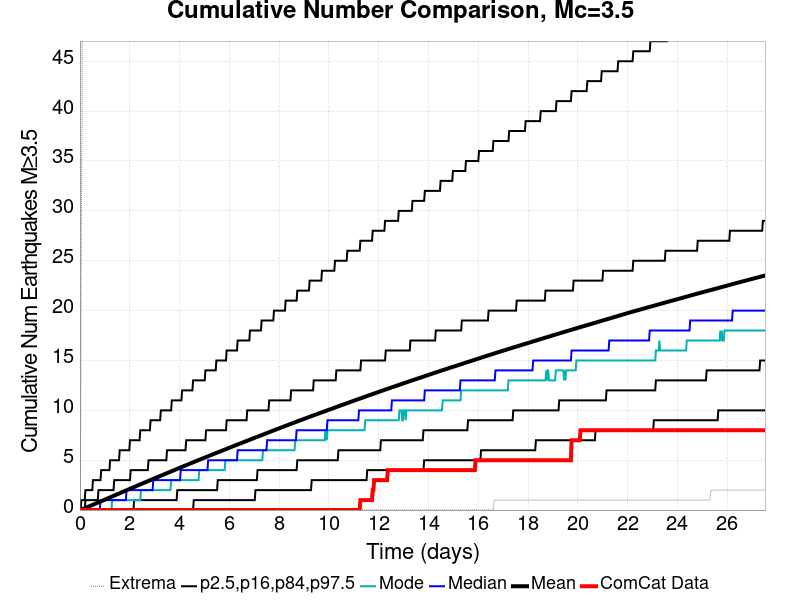 Cumulative Number Comparison, Mc=3.5
Cumulative Num Earthquakes M≥3.5
45
40
35
30
25
20
15
10
5
0
0 2 4 6 8 10 12 14 16 18 20 22 24 26
Time (days)
Extrema p2.5,p16,p84,p97.5 Mode Median Mean ComCat Data